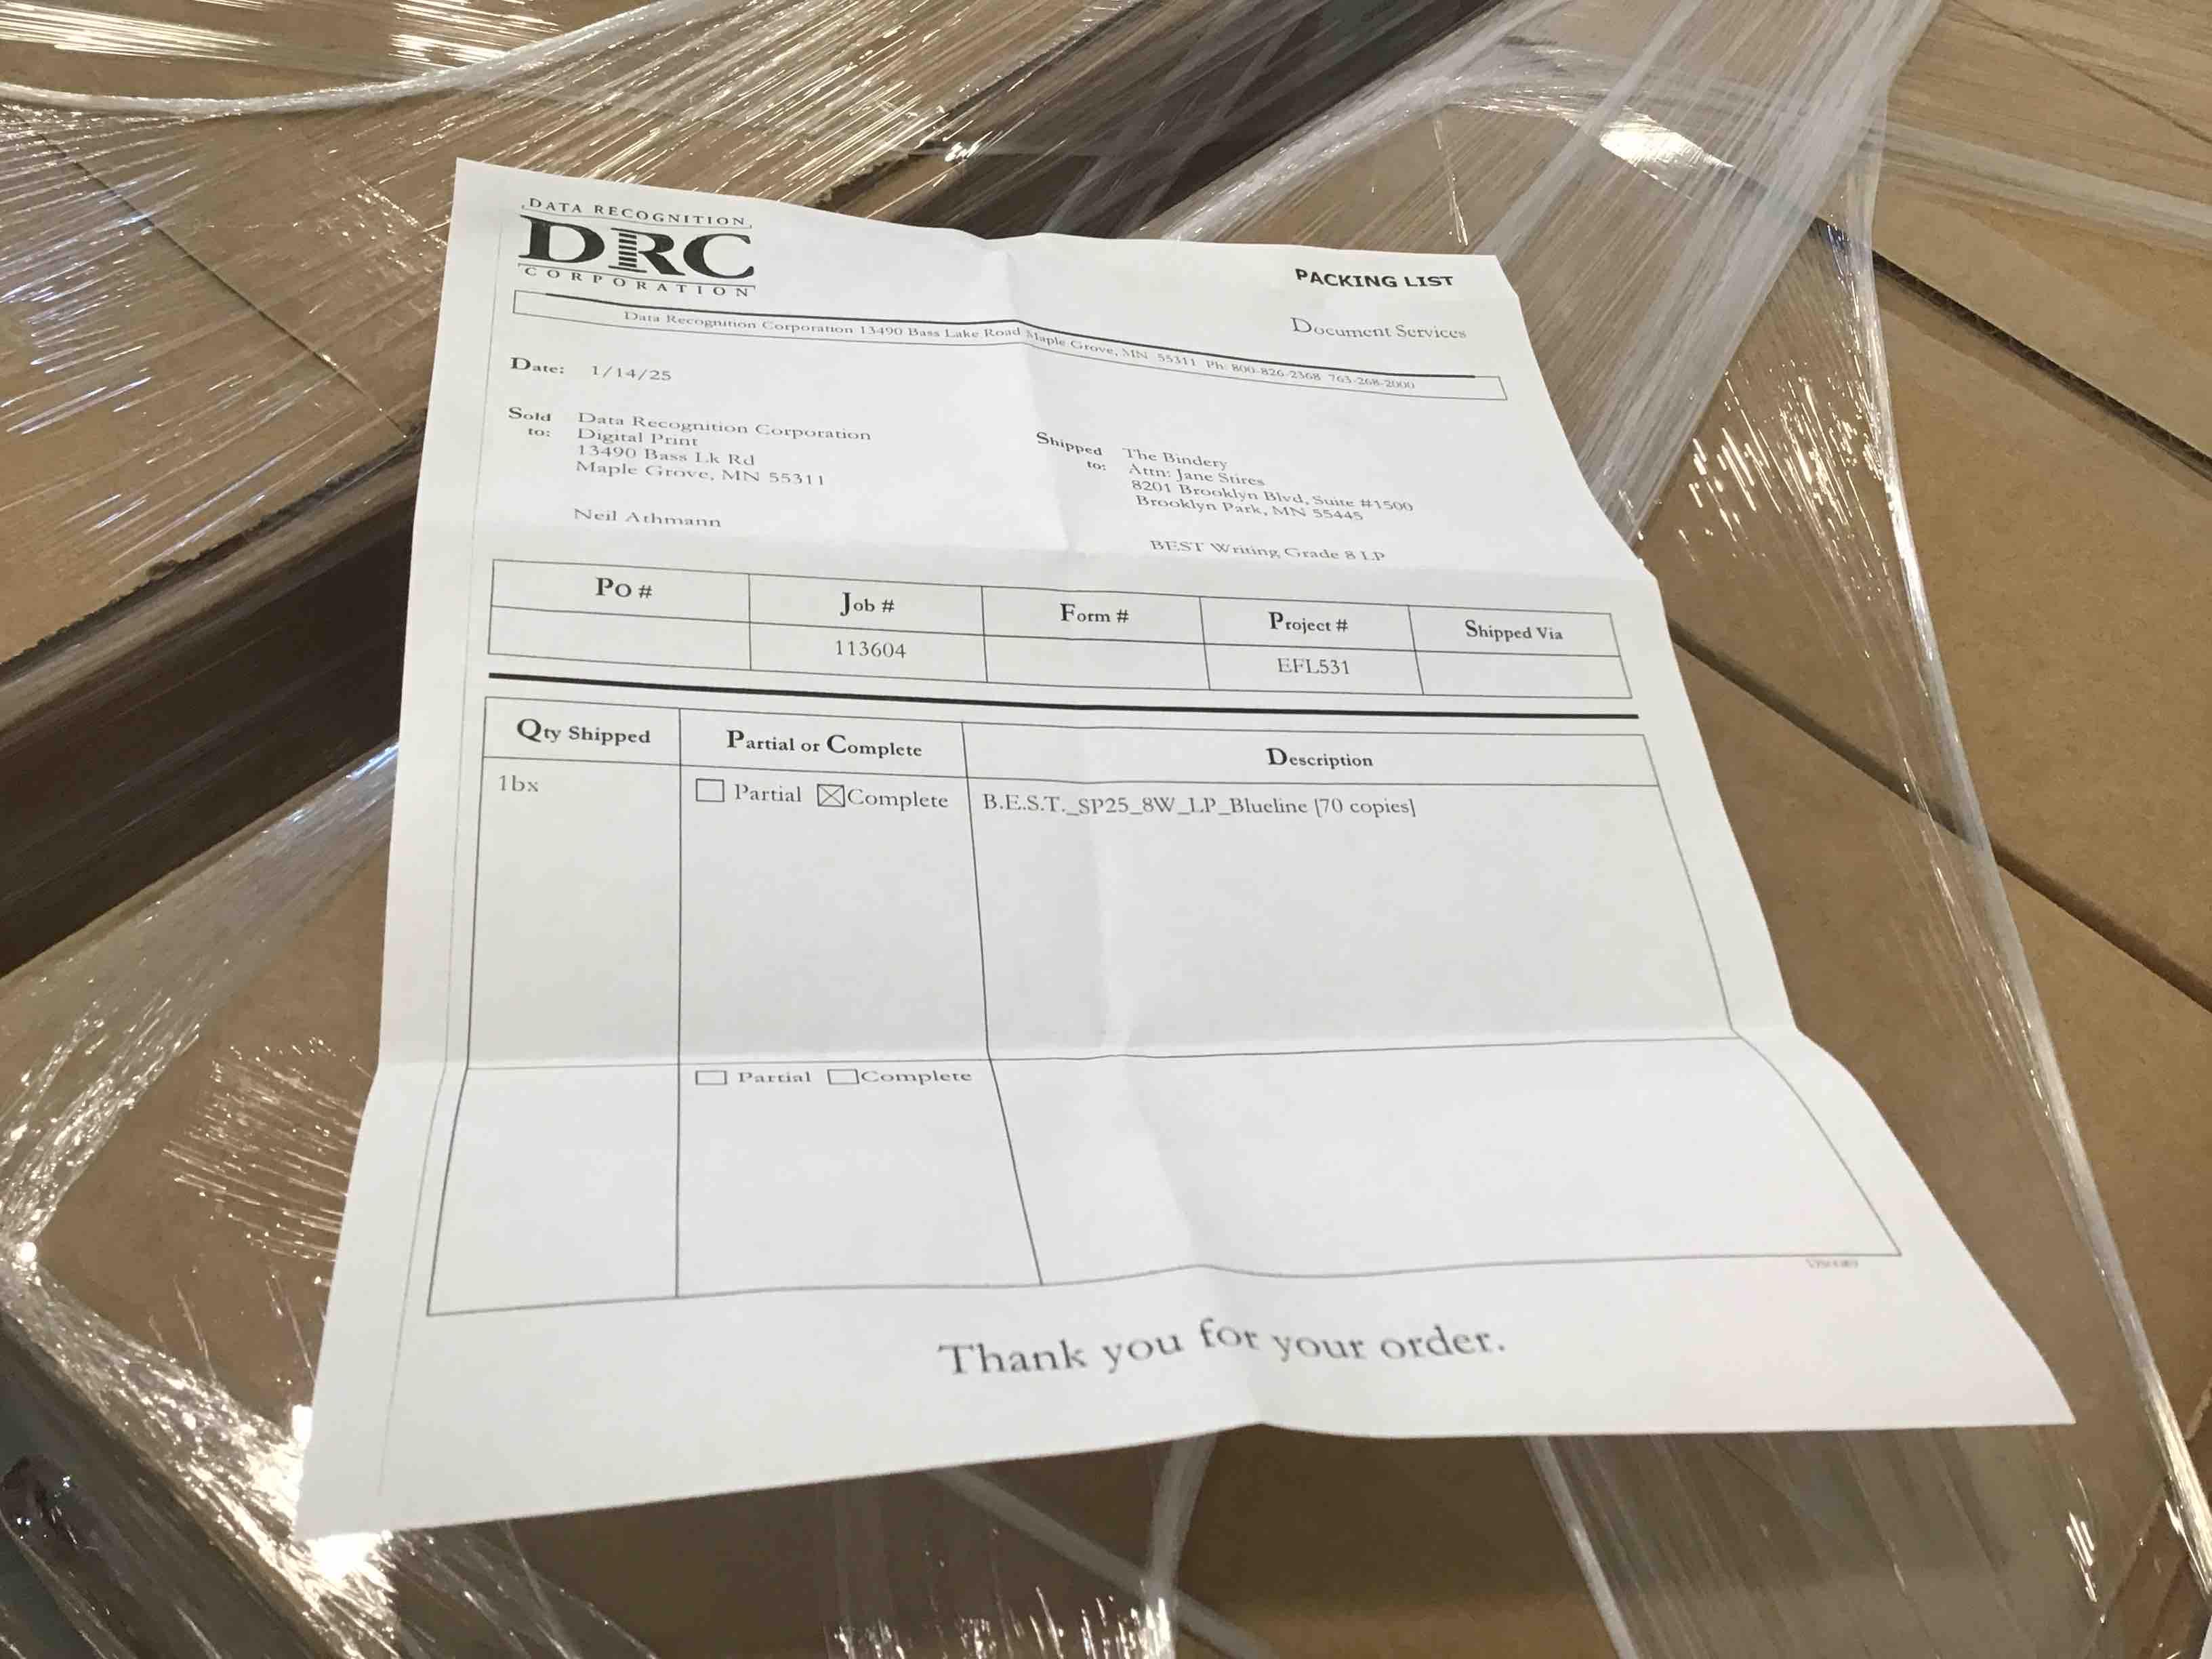 DATA RECOGNITION
DRC
CORPORATION
PACKING LIST
Document Services
Data Recognition Corporation 13490 Bass Lake Road Maple Grove, MN 55311 Ph: 800-826-2368 763-268-2000
Date: 1/14/25
Sold to: Data Recognition Corporation
Digital Print
13490 Bass Lk Rd
Maple Grove, MN 55311
Neil Athmann
Shipped to: The Bindery
Attn: Jane Stires
8201 Brooklyn Blvd, Suite #1500
Brooklyn Park, MN 55445
BEST Writing Grade 8 LP
Po # Job # Form # Project # Shipped Via
113604 EFL531
Qty Shipped Partial or Complete Description
1bx Partial Complete B.E.S.T._SP25_8W_LP_Blueline [70 copies]
Partial Complete
Thank you for your order.